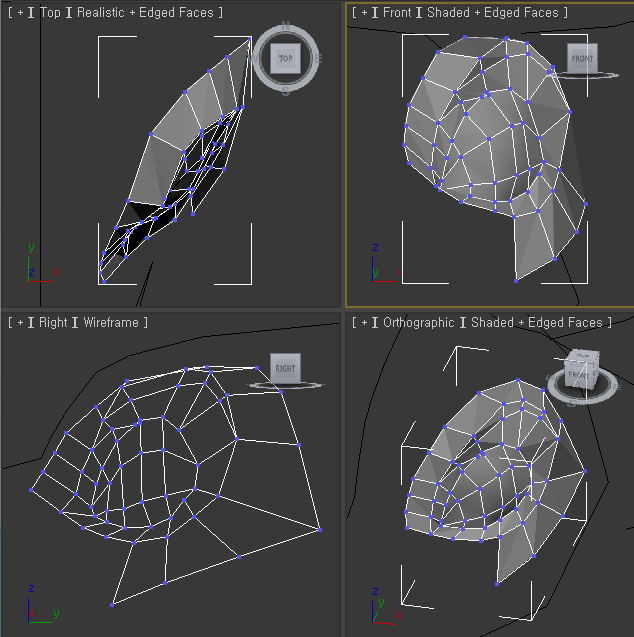 [ + ][ Top ][ Realistic + Edged Faces ]
[ + ][ Front ][ Shaded + Edged Faces ]
N
TOP
E
S
FRONT
y
z
x
z
y
x
[ + ][ Right ][ Wireframe ]
[ + ][ Orthographic ][ Shaded + Edged Faces ]
RIGHT
FRONT
z
y
z
y
x